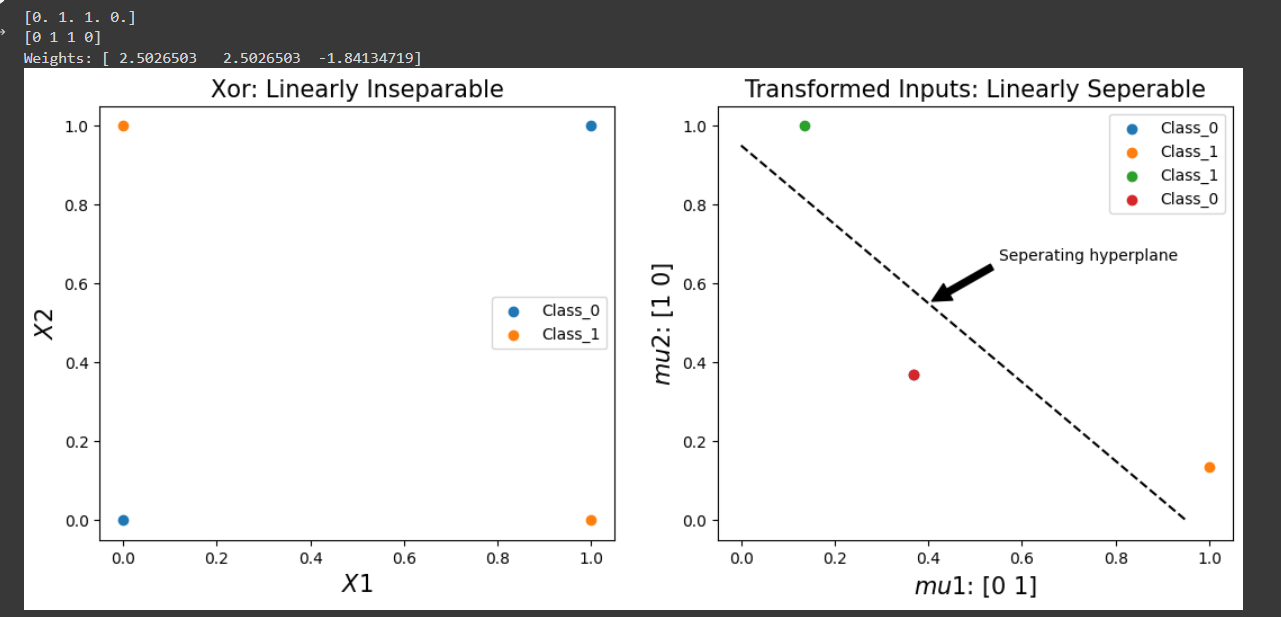 [0. 1. 1. 0.]
[0 1 1 0]
Weights: [ 2.5026503   2.5026503  -1.84134719]
Xor: Linearly Inseparable
1.0
0.8
0.6
0.4
0.2
0.0
X2
Class_0
Class_1
0.0 0.2 0.4 0.6 0.8 1.0
X1
Transformed Inputs: Linearly Seperable
1.0
0.8
0.6
0.4
0.2
0.0
mu2: [1 0]
Class_0
Class_1
Class_1
Class_0
Seperating hyperplane
0.0 0.2 0.4 0.6 0.8 1.0
mu1: [0 1]